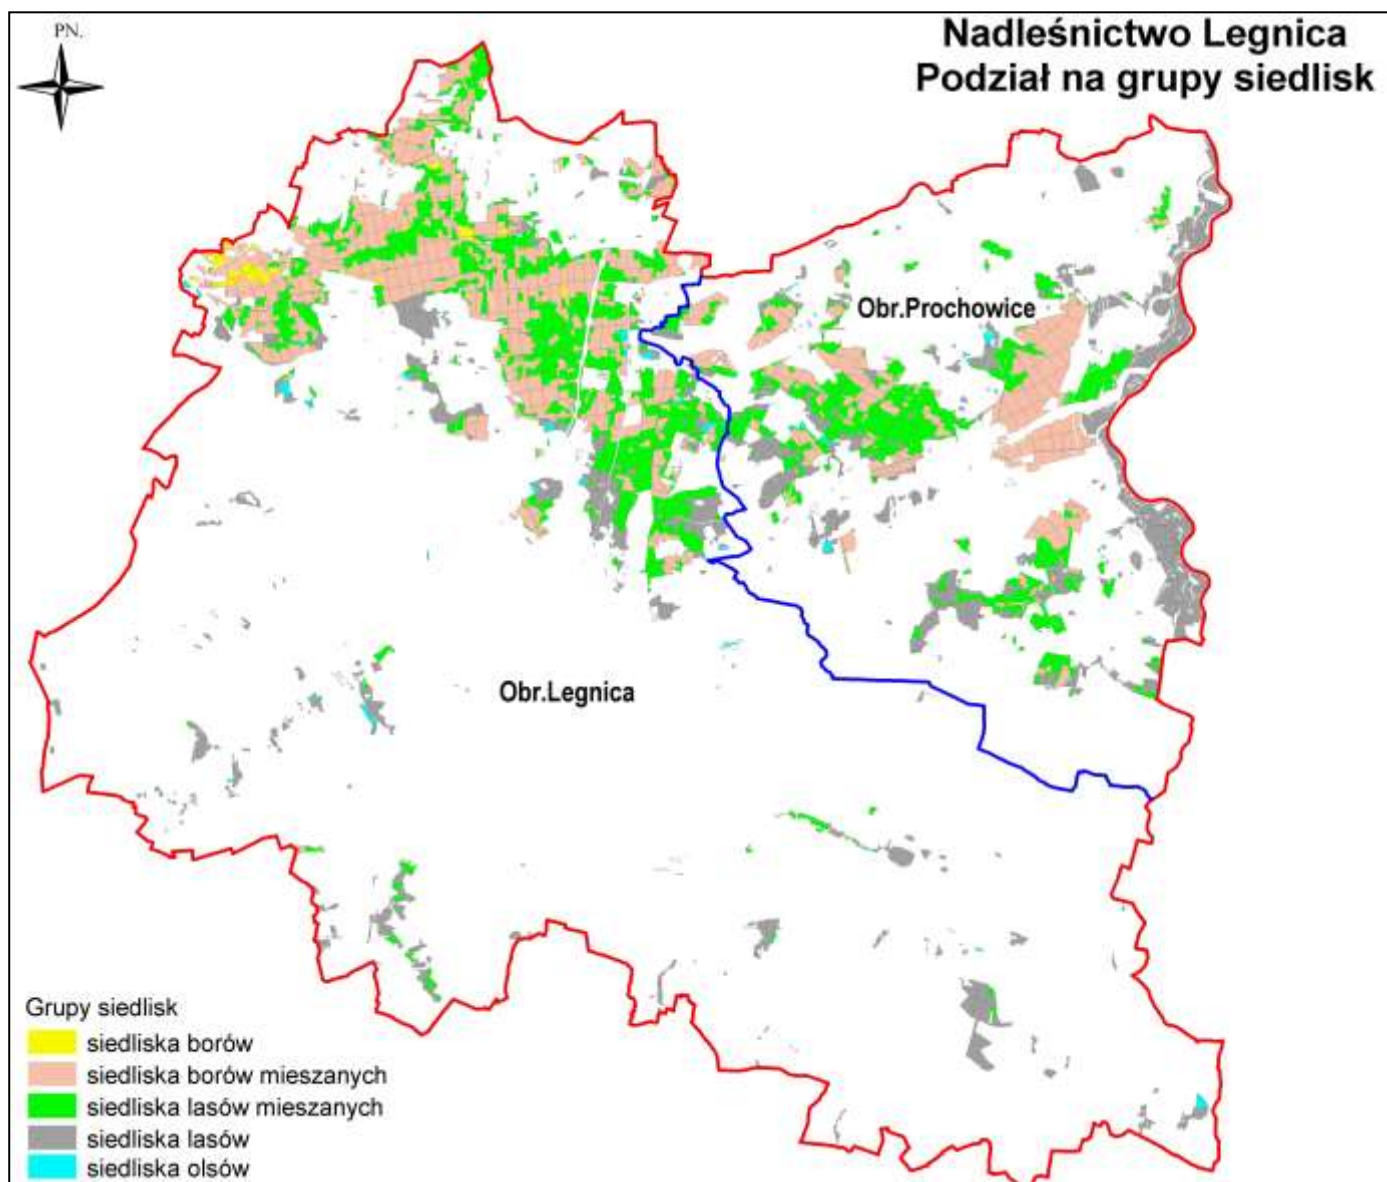 PN.
Nadleśnictwo Legnica
Podział na grupy siedlisk
Obr.Prochowice
Obr.Legnica
Grupy siedlisk
siedliska borów
siedliska borów mieszanych
siedliska lasów mieszanych
siedliska lasów
siedliska olsów